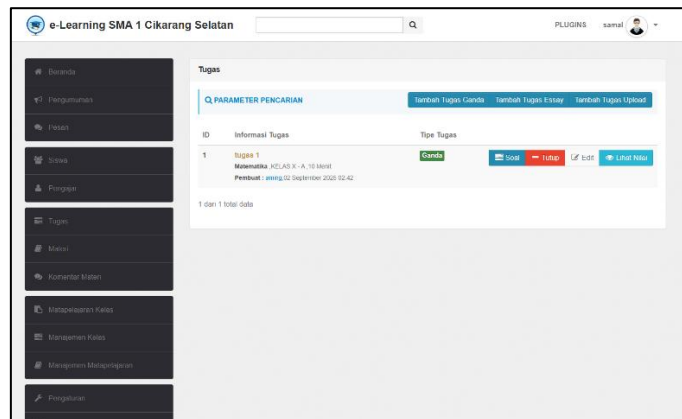 e-Learning SMA 1 Cikarang Selatan
PLUGINS
samal
Beranda
Pengumuman
Pesan
Siswa
Pengajar
Tugas
Materi
Komentar Materi
Matapelajaran Kelas
Manajemen Kelas
Manajemen Matapelajaran
Pengaturan
Tugas
PARAMETER PENCARIAN
Tambah Tugas Ganda Tambah Tugas Essay Tambah Tugas Upload
ID Informasi Tugas Tipe Tugas
1 tugas 1 Ganda Soal Tutup Edit Lihat Nilai
Matematika ,KELAS X - A ,10 Menit
Pembuat : aming,02 September 2025 02:42
1 dari 1 total data